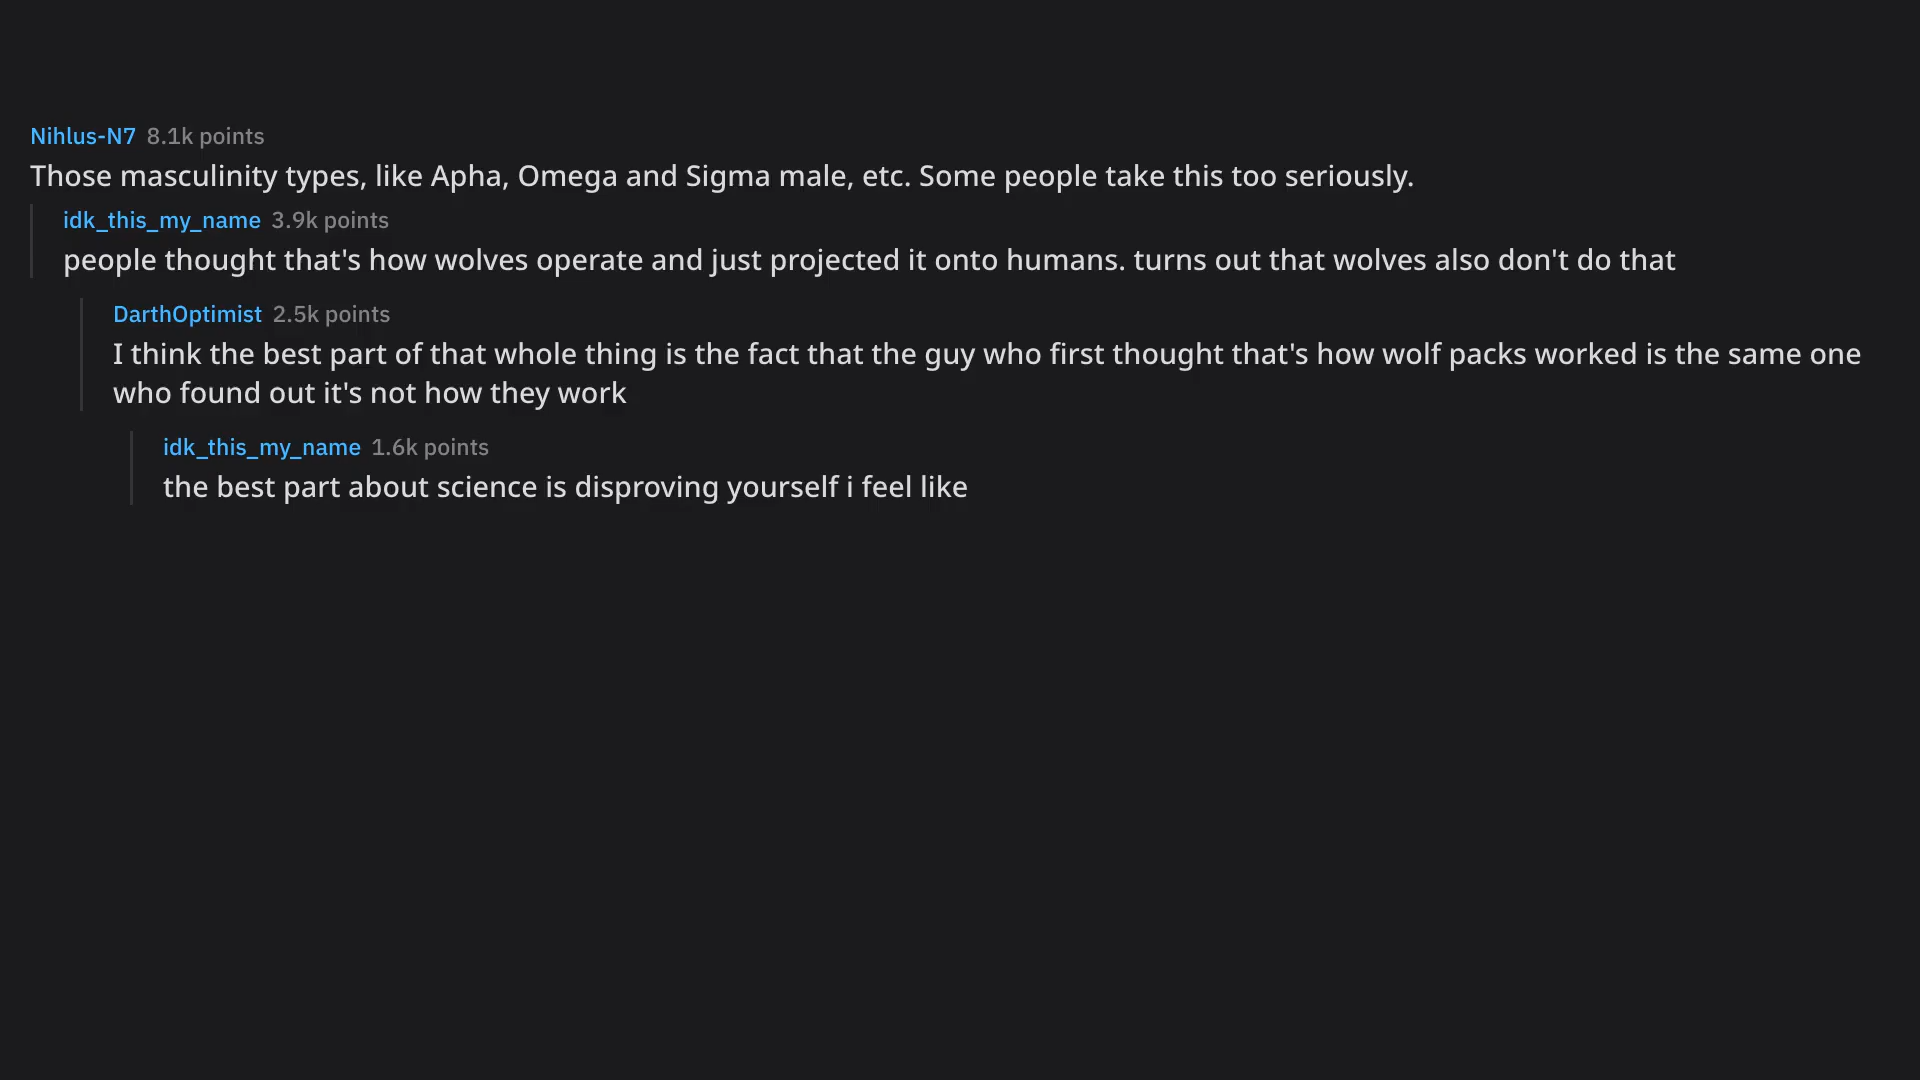 Nihlus-N7 8.1k points
Those masculinity types, like Apha, Omega and Sigma male, etc. Some people take this too seriously.
idk_this_my_name 3.9k points
people thought that's how wolves operate and just projected it onto humans. turns out that wolves also don't do that
DarthOptimist 2.5k points
I think the best part of that whole thing is the fact that the guy who first thought that's how wolf packs worked is the same one
who found out it's not how they work
idk_this_my_name 1.6k points
the best part about science is disproving yourself i feel like